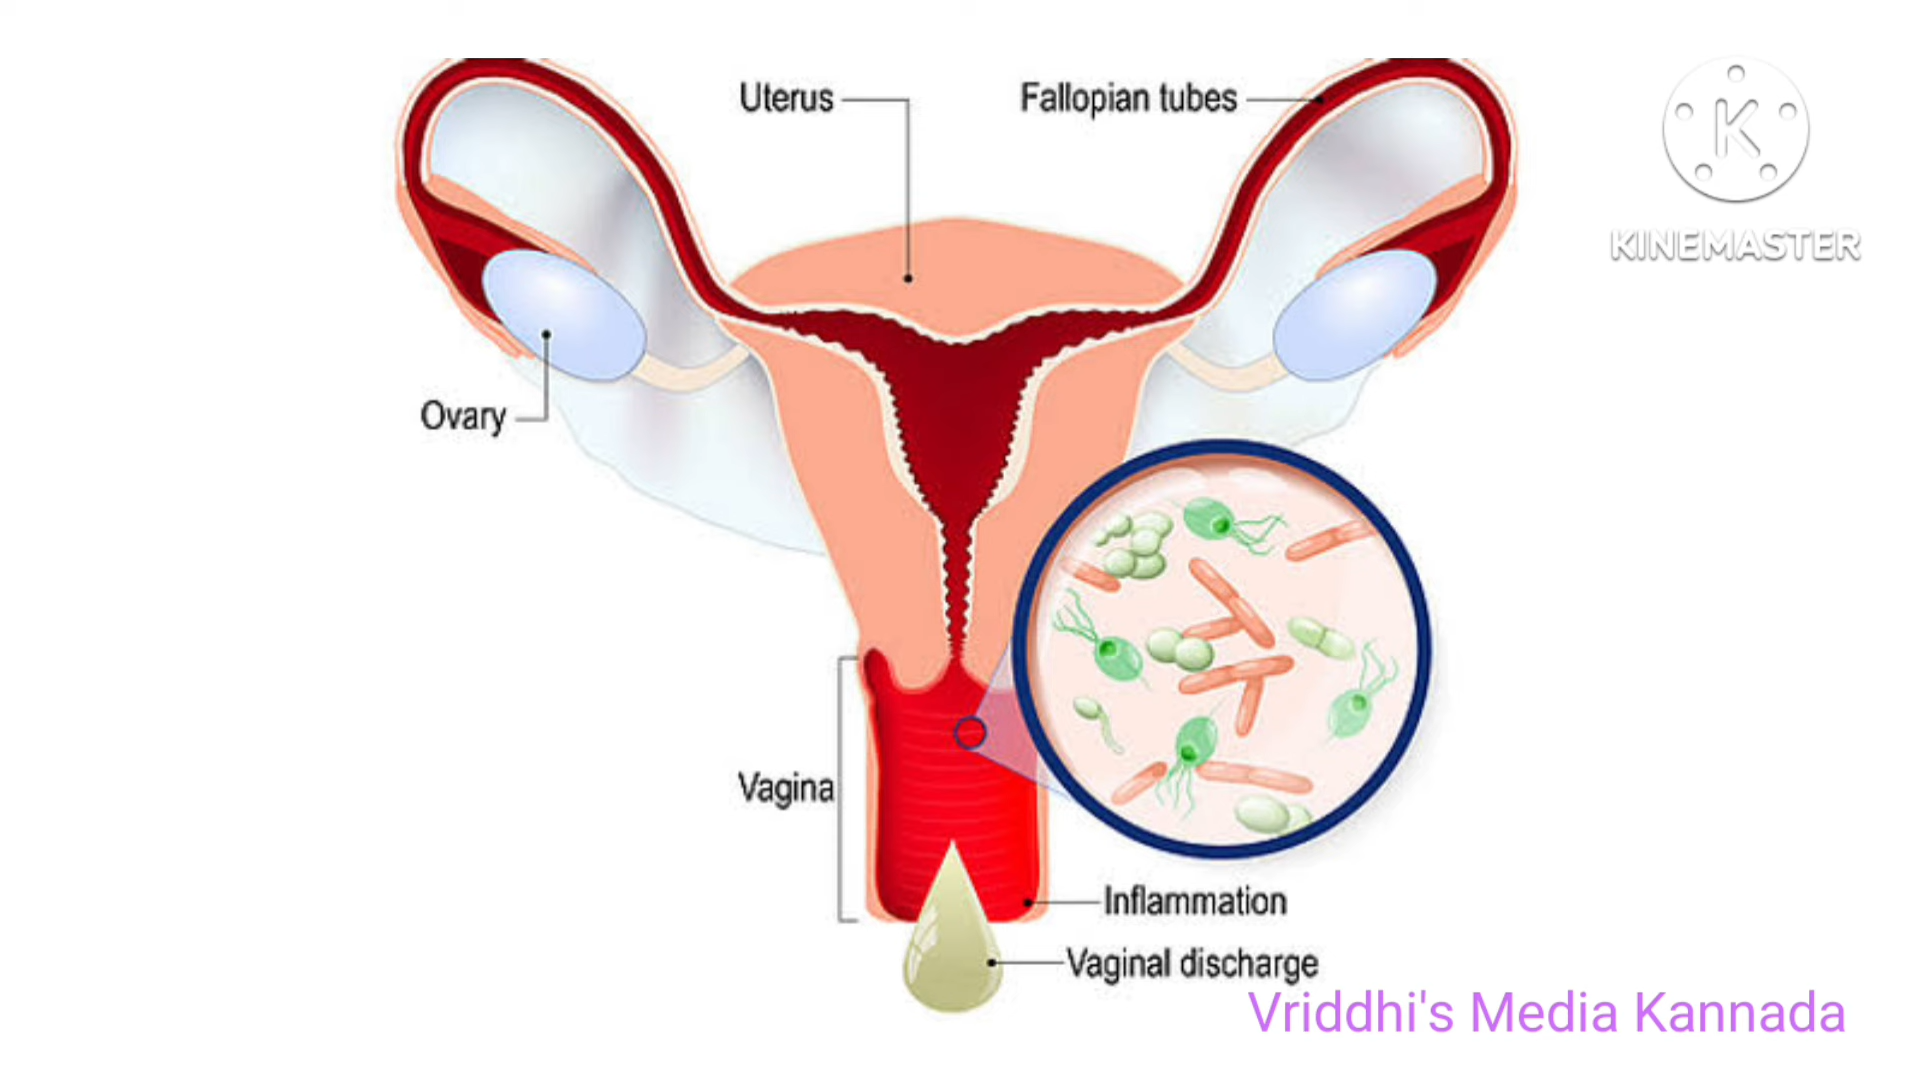 Uterus
Fallopian tubes
K
KINEMASTER
Ovary
Vagina
Inflammation
Vaginal discharge
Vriddhi's Media Kannada